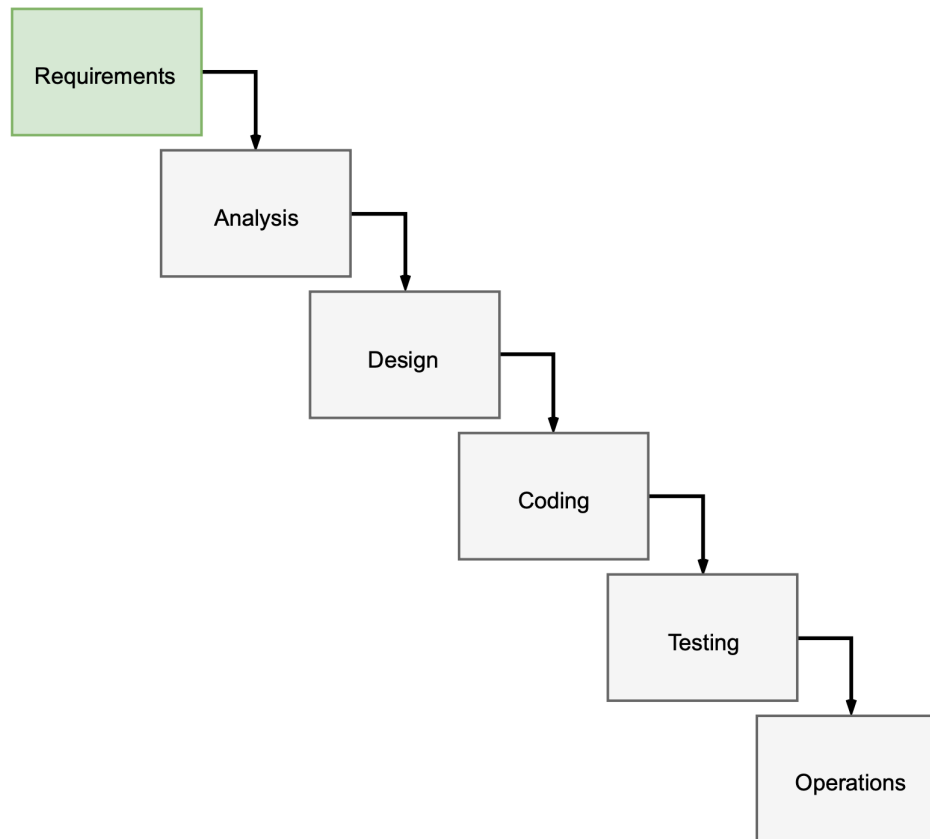 Requirements
Analysis
Design
Coding
Testing
Operations